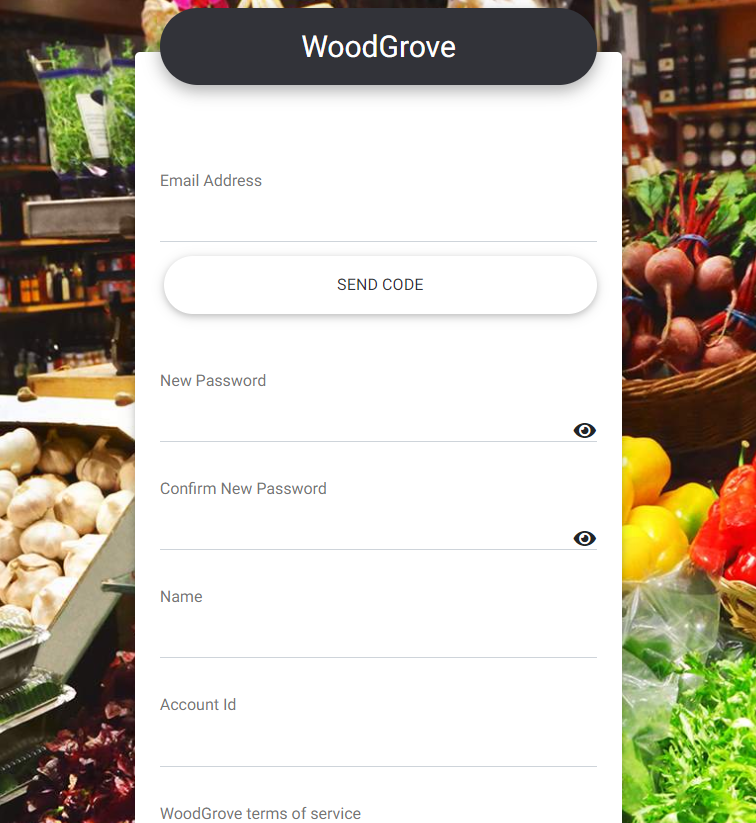 WoodGrove
Email Address
SEND CODE
New Password
Confirm New Password
Name
Account Id
WoodGrove terms of service